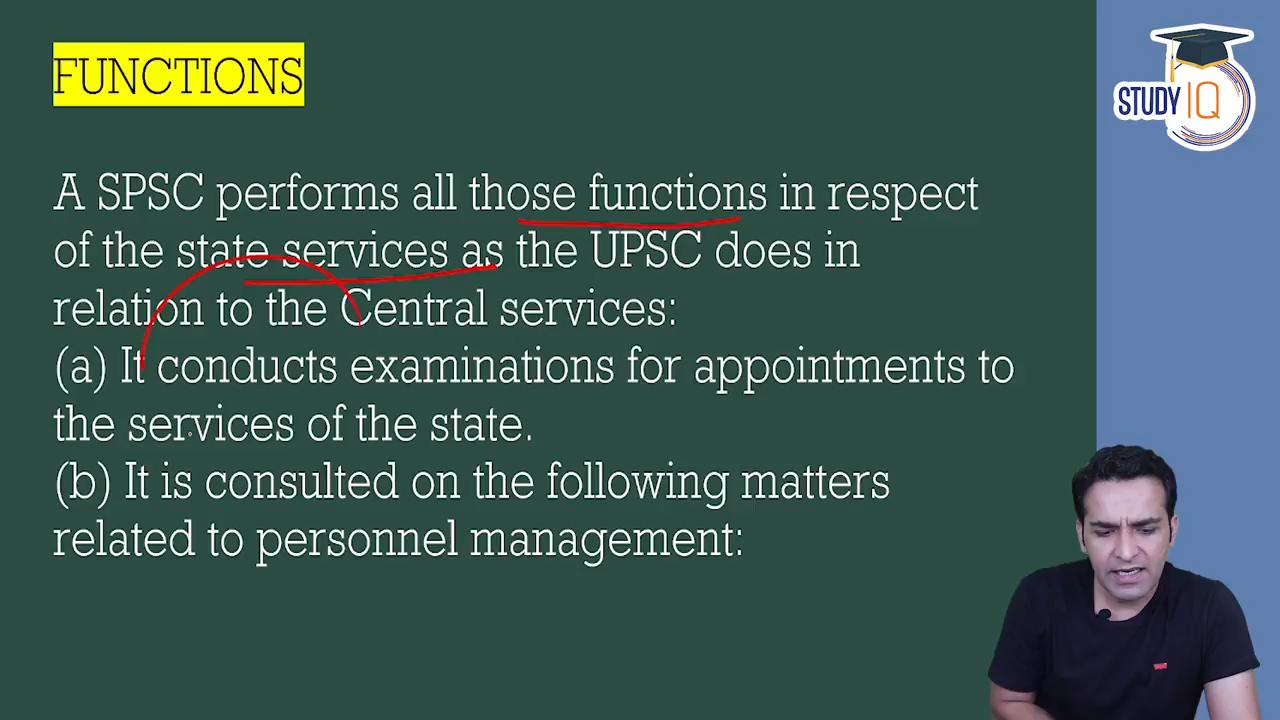 FUNCTIONS
STUDY IQ
A SPSC performs all those functions in respect
of the state services as the UPSC does in
relation to the Central services:
(a) It conducts examinations for appointments to
the services of the state.
(b) It is consulted on the following matters
related to personnel management: